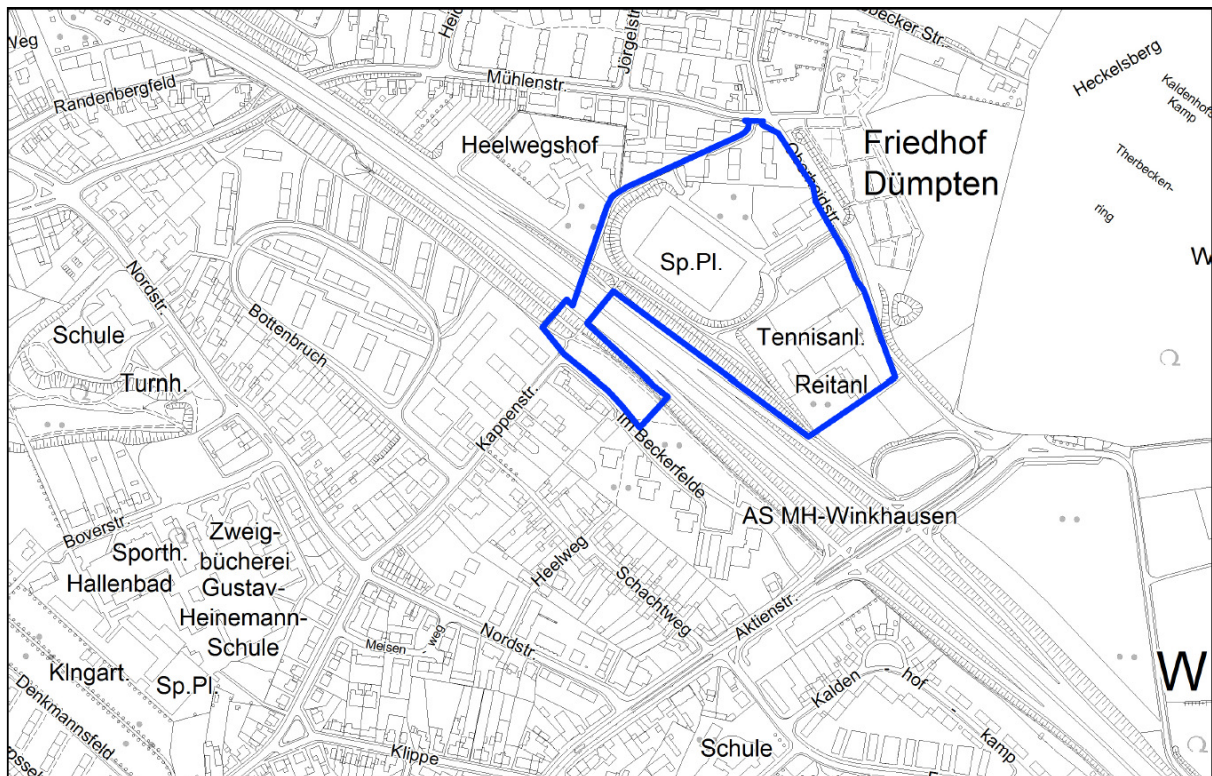 Weg
Randenbergfeld
Mühlenstr.
Jörgelstr.
Heelwegshof
Oberheidstr.
Friedhof
Dümpten
Heckelsberg
Kaldenhofs
Kamp
Therbecken-
ring
Sp.Pl.
Nordstr.
Bottenbruch
Schule
Turnh.
Tennisanl.
Reitanl
Kappenstr.
Im Beckerfelde
AS MH-Winkhausen
Boverstr.
Zweig-
bücherei
Sporth.
Hallenbad
Gustav-
Heinemann-
Schule
Heelweg
Schachtweg
Aktienstr.
Meisen
weg
Nordstr.
Klngart.
Sp.Pl.
Denkmannsfeld
Klippe
Schule
Kalden
hof
kamp
W
W